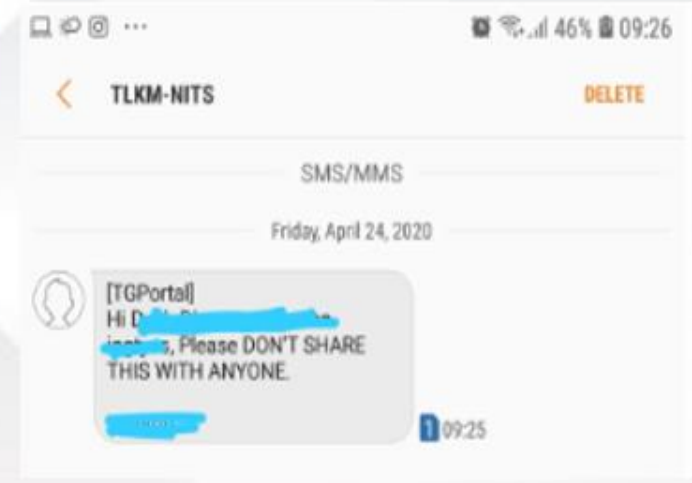 46% 09:26
TLKM-NITS DELETE
SMS/MMS
Friday, April 24, 2020
[TGPortal]
Hi
, Please DON'T SHARE
THIS WITH ANYONE.
1 09:25